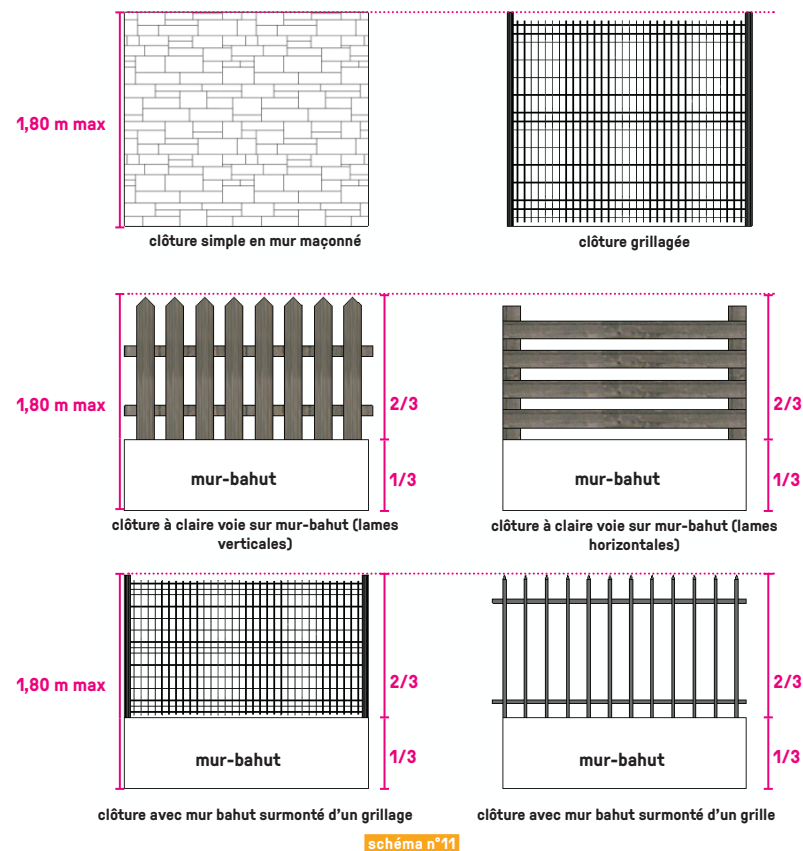 1,80 m max
clôture simple en mur maçonné
clôture grillagée
1,80 m max
2/3
2/3
mur-bahut
1/3
mur-bahut
1/3
clôture à claire voie sur mur-bahut (lames
verticales)
clôture à claire voie sur mur-bahut (lames
horizontales)
1,80 m max
2/3
2/3
mur-bahut
1/3
mur-bahut
1/3
clôture avec mur bahut surmonté d'un grillage
clôture avec mur bahut surmonté d'un grille
schéma n°11